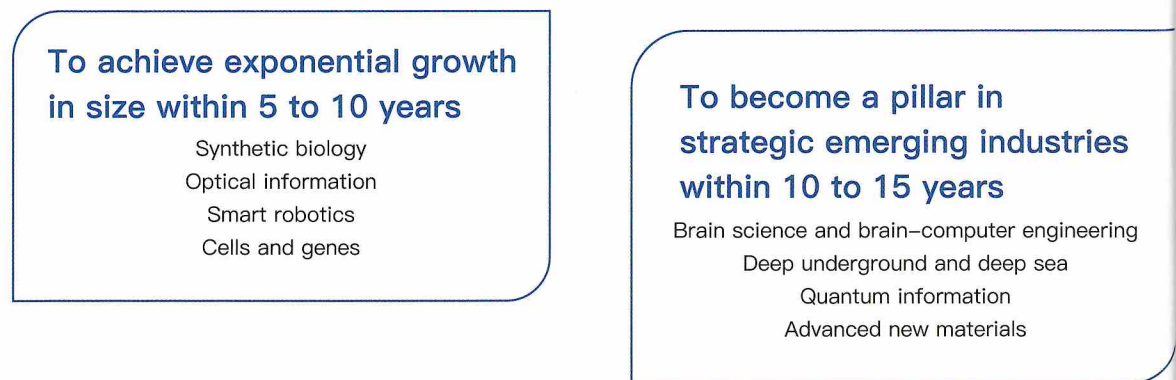 To achieve exponential growth
in size within 5 to 10 years
Synthetic biology
Optical information
Smart robotics
Cells and genes
To become a pillar in
strategic emerging industries
within 10 to 15 years
Brain science and brain–computer engineering
Deep underground and deep sea
Quantum information
Advanced new materials